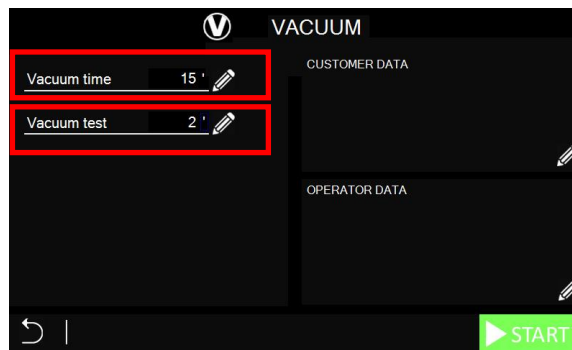 V VACUUM
Vacuum time 15 '
Vacuum test 2 '
CUSTOMER DATA
OPERATOR DATA
START